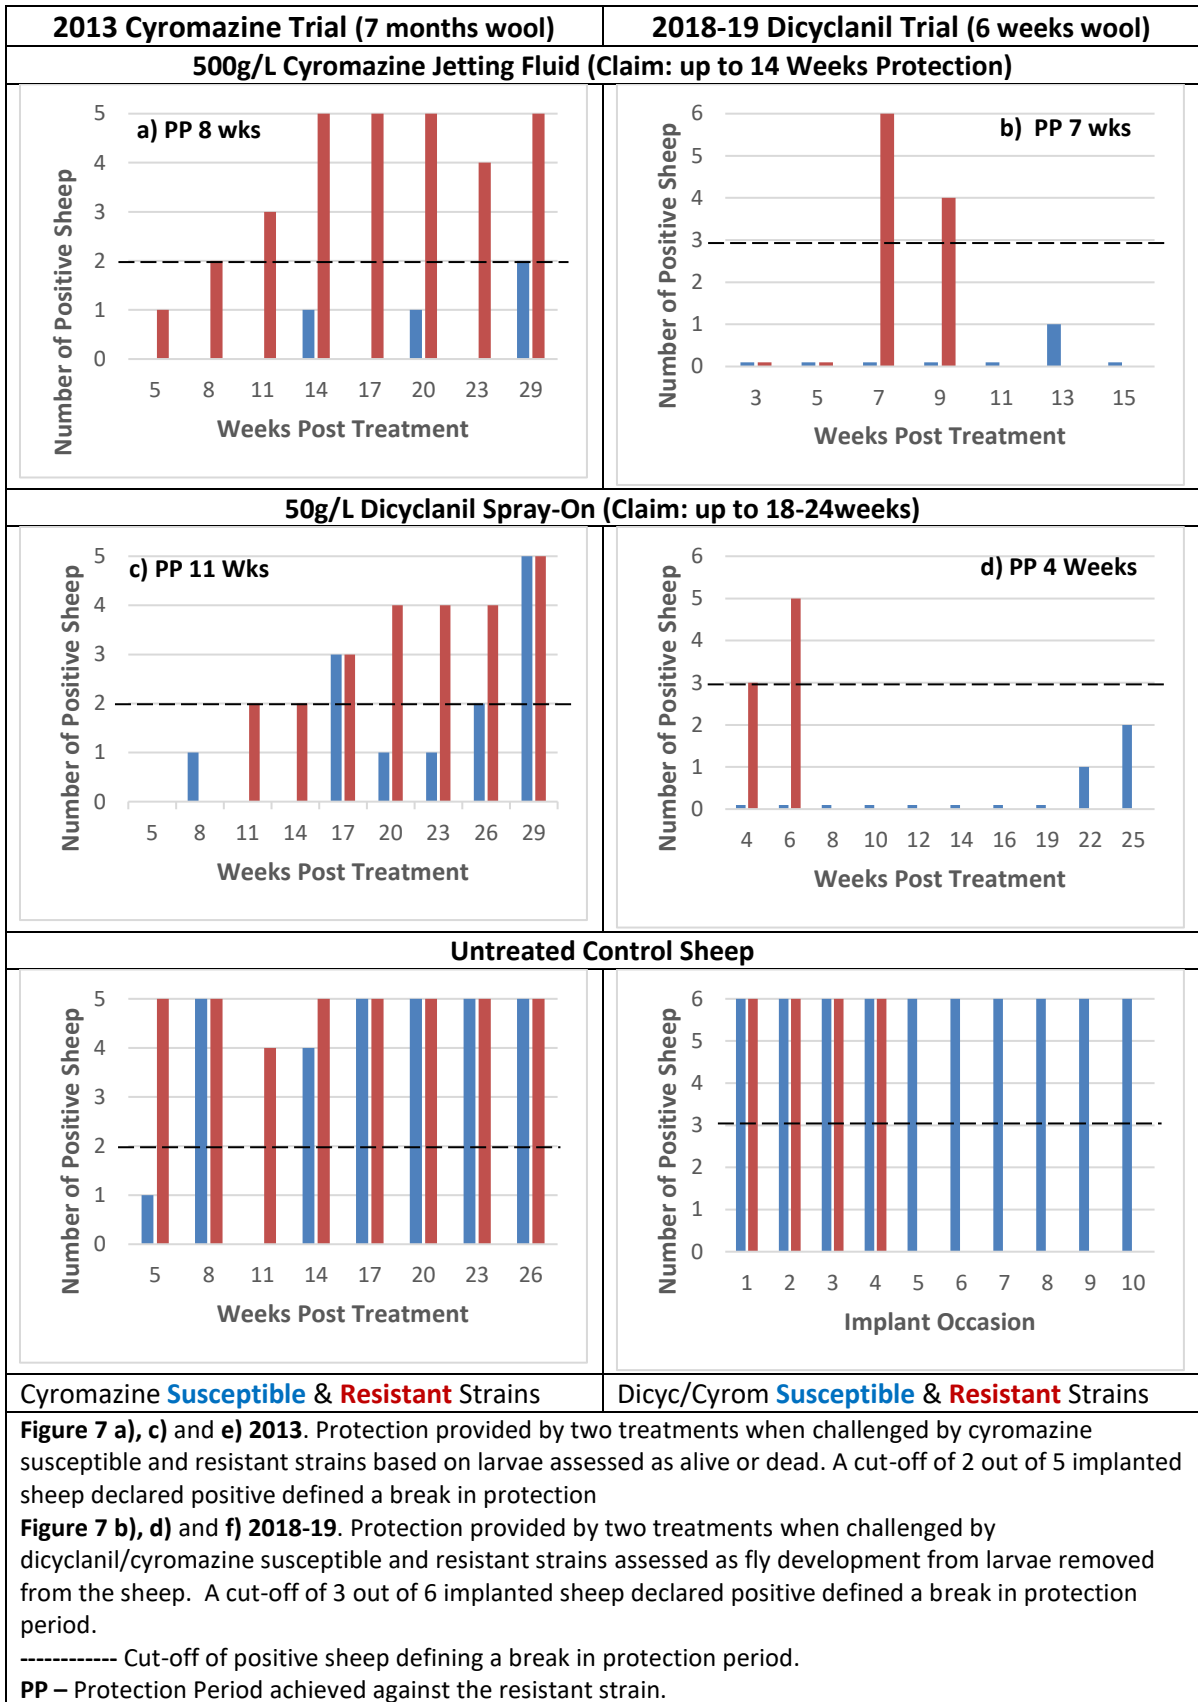 2013 Cyromazine Trial (7 months wool)
2018-19 Dicyclanil Trial (6 weeks wool)
500g/L Cyromazine Jetting Fluid (Claim: up to 14 Weeks Protection)
a) PP 8 wks
Number of Positive Sheep
5
4
3
2
1
0
5 8 11 14 17 20 23 29
Weeks Post Treatment
b) PP 7 wks
Number of Positive Sheep
6
5
4
3
2
1
0
3 5 7 9 11 13 15
Weeks Post Treatment
50g/L Dicyclanil Spray-On (Claim: up to 18-24weeks)
c) PP 11 Wks
Number of Positive Sheep
5
4
3
2
1
0
5 8 11 14 17 20 23 26 29
Weeks Post Treatment
d) PP 4 Weeks
Number of Positive Sheep
6
5
4
3
2
1
0
4 6 8 10 12 14 16 19 22 25
Weeks Post Treatment
Untreated Control Sheep
Number of Positive Sheep
5
4
3
2
1
0
5 8 11 14 17 20 23 26
Weeks Post Treatment
Number of Positive Sheep
6
5
4
3
2
1
0
1 2 3 4 5 6 7 8 9 10
Implant Occasion
Cyromazine Susceptible & Resistant Strains
Dicyc/Cyrom Susceptible & Resistant Strains
Figure 7 a), c) and e) 2013. Protection provided by two treatments when challenged by cyromazine
susceptible and resistant strains based on larvae assessed as alive or dead. A cut-off of 2 out of 5 implanted
sheep declared positive defined a break in protection
Figure 7 b), d) and f) 2018-19. Protection provided by two treatments when challenged by
dicyclanil/cyromazine susceptible and resistant strains assessed as fly development from larvae removed
from the sheep. A cut-off of 3 out of 6 implanted sheep declared positive defined a break in protection
period.
------------ Cut-off of positive sheep defining a break in protection period.
PP – Protection Period achieved against the resistant strain.